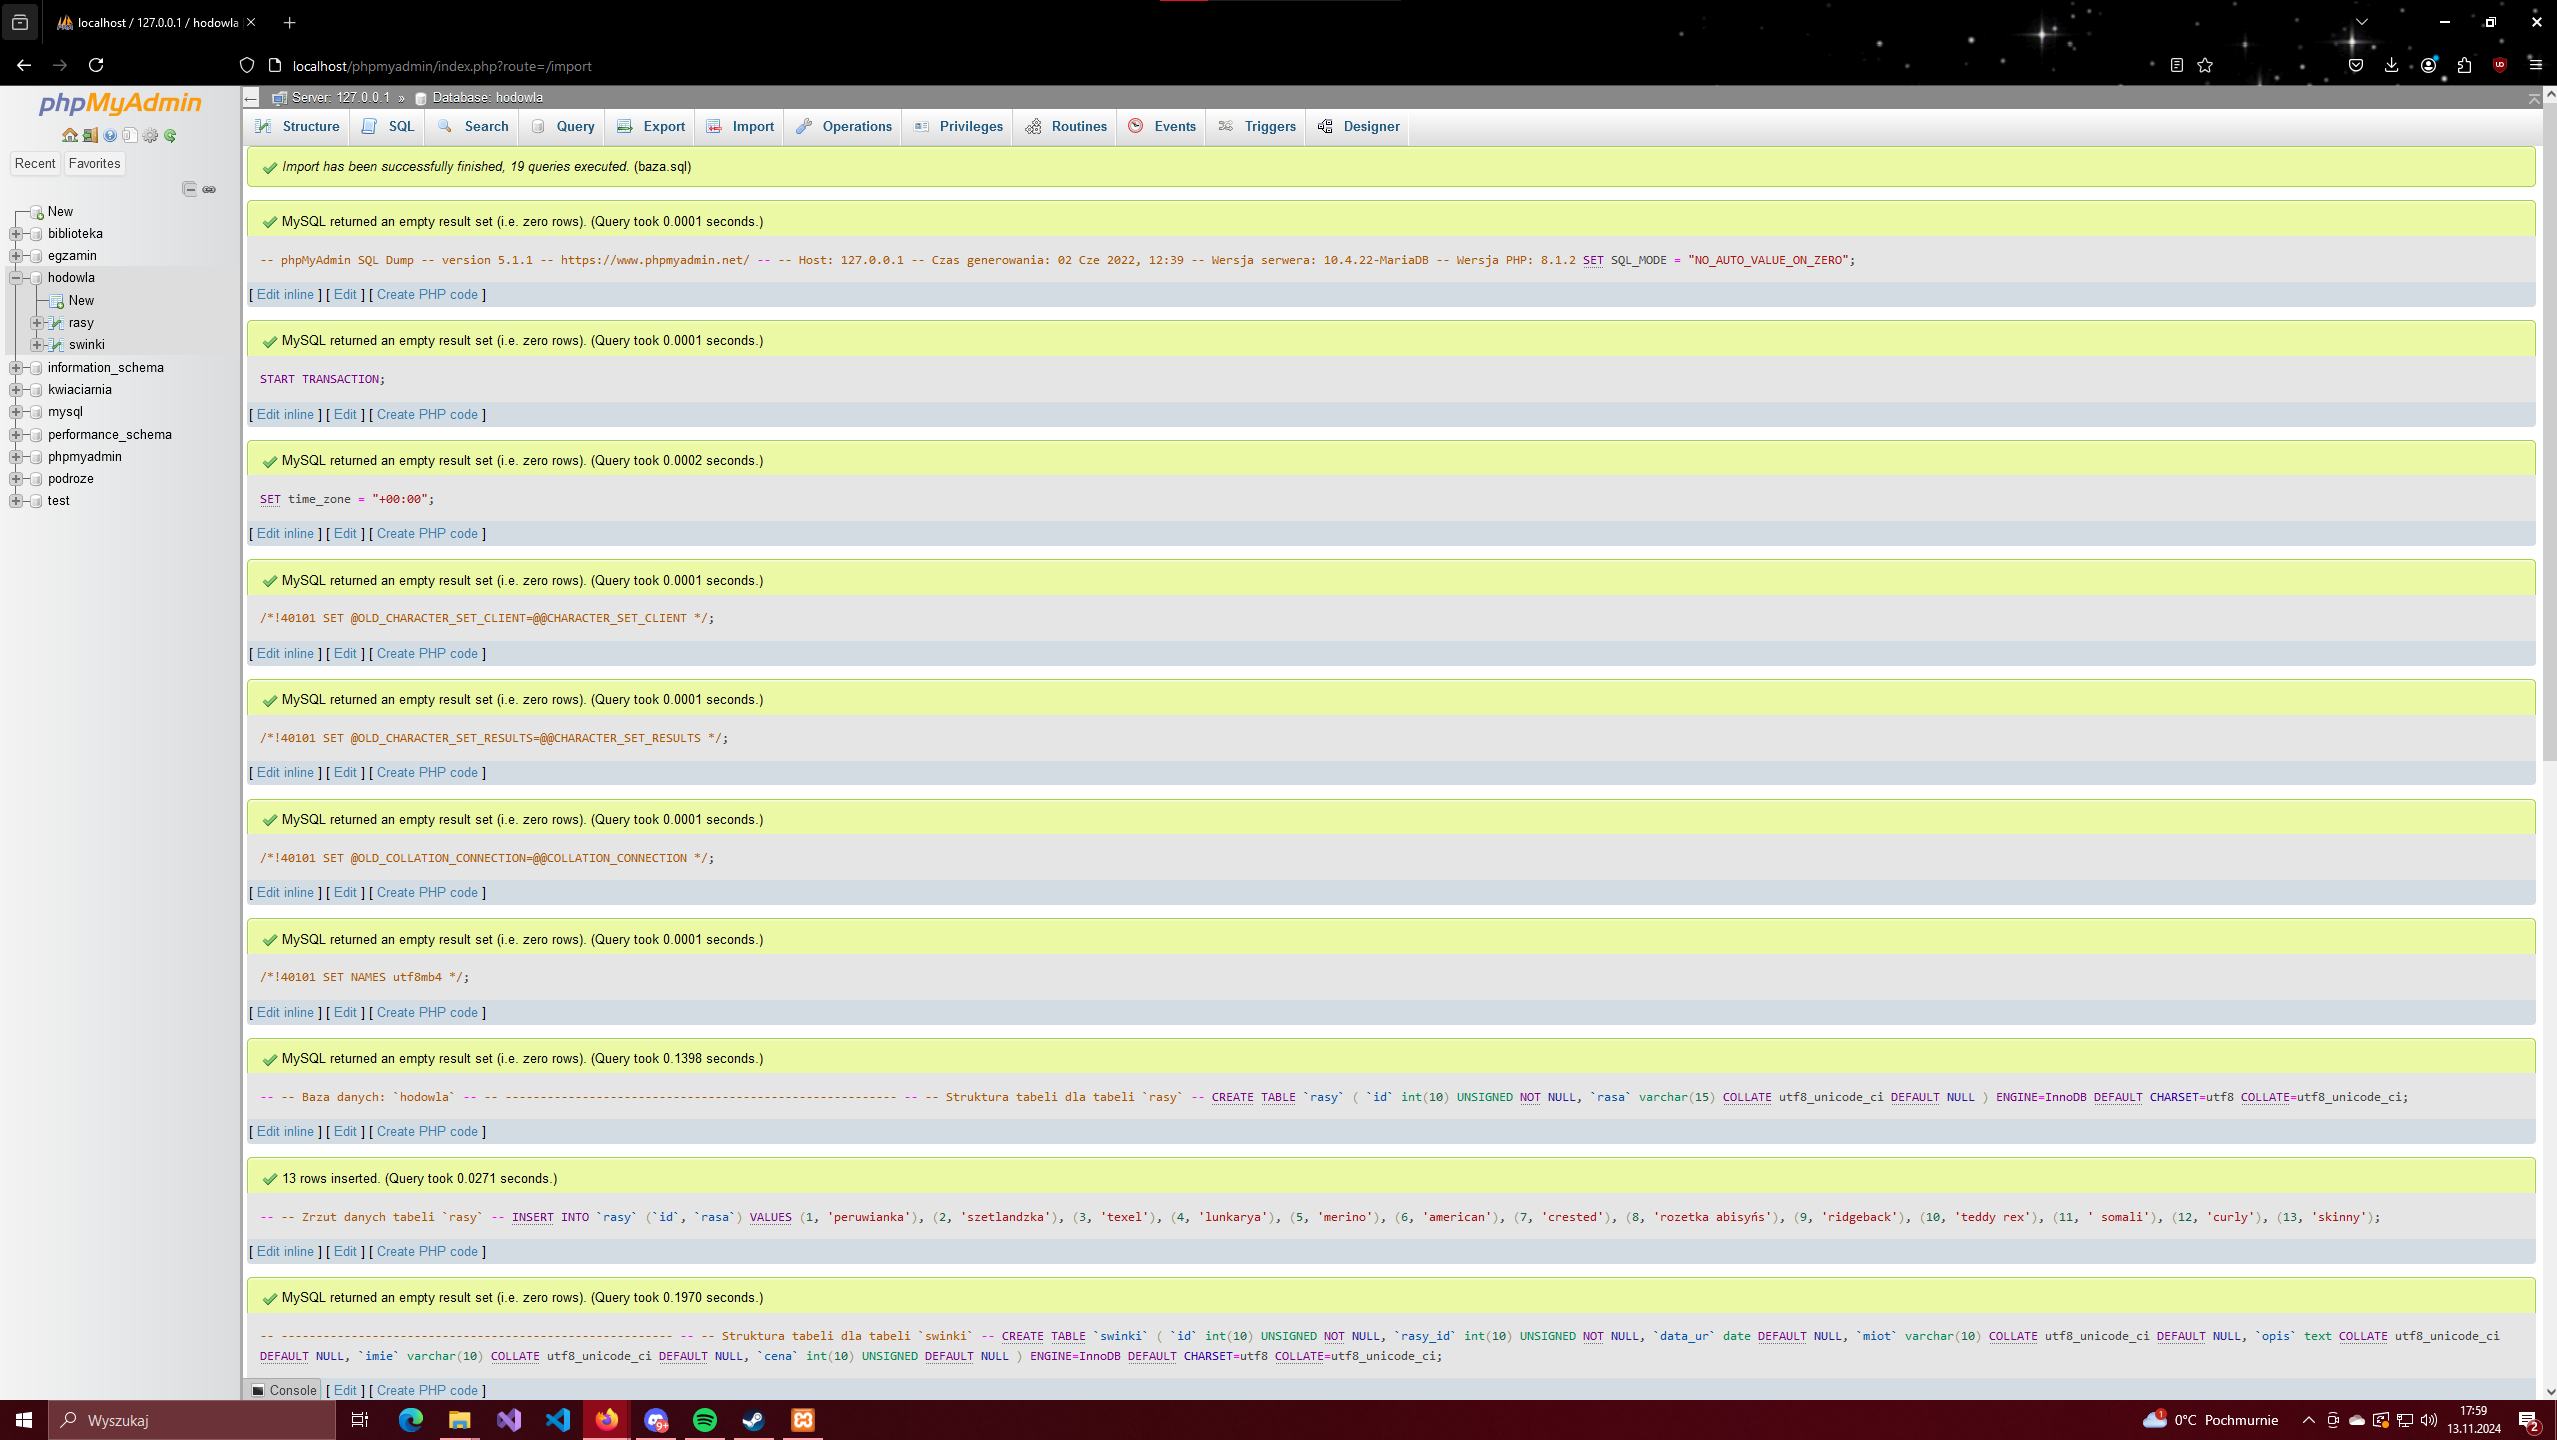 localhost / 127.0.0.1 / hodowla
localhost/phpmyadmin/index.php?route=/import
phpMyAdmin
Recent Favorites
New
biblioteka
egzamin
hodowla
New
rasy
swinki
information_schema
kwiaciarnia
mysql
performance_schema
phpmyadmin
podroze
test
Server: 127.0.0.1 » Database: hodowla
Structure SQL Search Query Export Import Operations Privileges Routines Events Triggers Designer
Import has been successfully finished, 19 queries executed. (baza.sql)
MySQL returned an empty result set (i.e. zero rows). (Query took 0.0001 seconds.)
-- phpMyAdmin SQL Dump -- version 5.1.1 -- https://www.phpmyadmin.net/ -- -- Host: 127.0.0.1 -- Czas generowania: 02 Cze 2022, 12:39 -- Wersja serwera: 10.4.22-MariaDB -- Wersja PHP: 8.1.2 SET SQL_MODE = "NO_AUTO_VALUE_ON_ZERO";
[ Edit inline ] [ Edit ] [ Create PHP code ]
MySQL returned an empty result set (i.e. zero rows). (Query took 0.0001 seconds.)
START TRANSACTION;
[ Edit inline ] [ Edit ] [ Create PHP code ]
MySQL returned an empty result set (i.e. zero rows). (Query took 0.0002 seconds.)
SET time_zone = "+00:00";
[ Edit inline ] [ Edit ] [ Create PHP code ]
MySQL returned an empty result set (i.e. zero rows). (Query took 0.0001 seconds.)
/*!40101 SET @OLD_CHARACTER_SET_CLIENT=@@CHARACTER_SET_CLIENT */;
[ Edit inline ] [ Edit ] [ Create PHP code ]
MySQL returned an empty result set (i.e. zero rows). (Query took 0.0001 seconds.)
/*!40101 SET @OLD_CHARACTER_SET_RESULTS=@@CHARACTER_SET_RESULTS */;
[ Edit inline ] [ Edit ] [ Create PHP code ]
MySQL returned an empty result set (i.e. zero rows). (Query took 0.0001 seconds.)
/*!40101 SET @OLD_COLLATION_CONNECTION=@@COLLATION_CONNECTION */;
[ Edit inline ] [ Edit ] [ Create PHP code ]
MySQL returned an empty result set (i.e. zero rows). (Query took 0.0001 seconds.)
/*!40101 SET NAMES utf8mb4 */;
[ Edit inline ] [ Edit ] [ Create PHP code ]
MySQL returned an empty result set (i.e. zero rows). (Query took 0.1398 seconds.)
-- -- Baza danych: `hodowla` -- -- -------------------------------------------------------- -- -- Struktura tabeli dla tabeli `rasy` -- CREATE TABLE `rasy` ( `id` int(10) UNSIGNED NOT NULL, `rasa` varchar(15) COLLATE utf8_unicode_ci DEFAULT NULL ) ENGINE=InnoDB DEFAULT CHARSET=utf8 COLLATE=utf8_unicode_ci;
[ Edit inline ] [ Edit ] [ Create PHP code ]
13 rows inserted. (Query took 0.0271 seconds.)
-- -- Zrzut danych tabeli `rasy` -- INSERT INTO `rasy` (`id`, `rasa`) VALUES (1, 'peruwianka'), (2, 'szetlandzka'), (3, 'texel'), (4, 'lunkarya'), (5, 'merino'), (6, 'american'), (7, 'crested'), (8, 'rozetka abisyńs'), (9, 'ridgeback'), (10, 'teddy rex'), (11, ' somali'), (12, 'curly'), (13, 'skinny');
[ Edit inline ] [ Edit ] [ Create PHP code ]
MySQL returned an empty result set (i.e. zero rows). (Query took 0.1970 seconds.)
-- -------------------------------------------------------- -- -- Struktura tabeli dla tabeli `swinki` -- CREATE TABLE `swinki` ( `id` int(10) UNSIGNED NOT NULL, `rasy_id` int(10) UNSIGNED NOT NULL, `data_ur` date DEFAULT NULL, `miot` varchar(10) COLLATE utf8_unicode_ci DEFAULT NULL, `opis` text COLLATE utf8_unicode_ci
DEFAULT NULL, `imie` varchar(10) COLLATE utf8_unicode_ci DEFAULT NULL, `cena` int(10) UNSIGNED DEFAULT NULL ) ENGINE=InnoDB DEFAULT CHARSET=utf8 COLLATE=utf8_unicode_ci;
Console [ Edit ] [ Create PHP code ]
Wyszukaj
9+
1
0°C Pochmurnie
17:59
13.11.2024
2